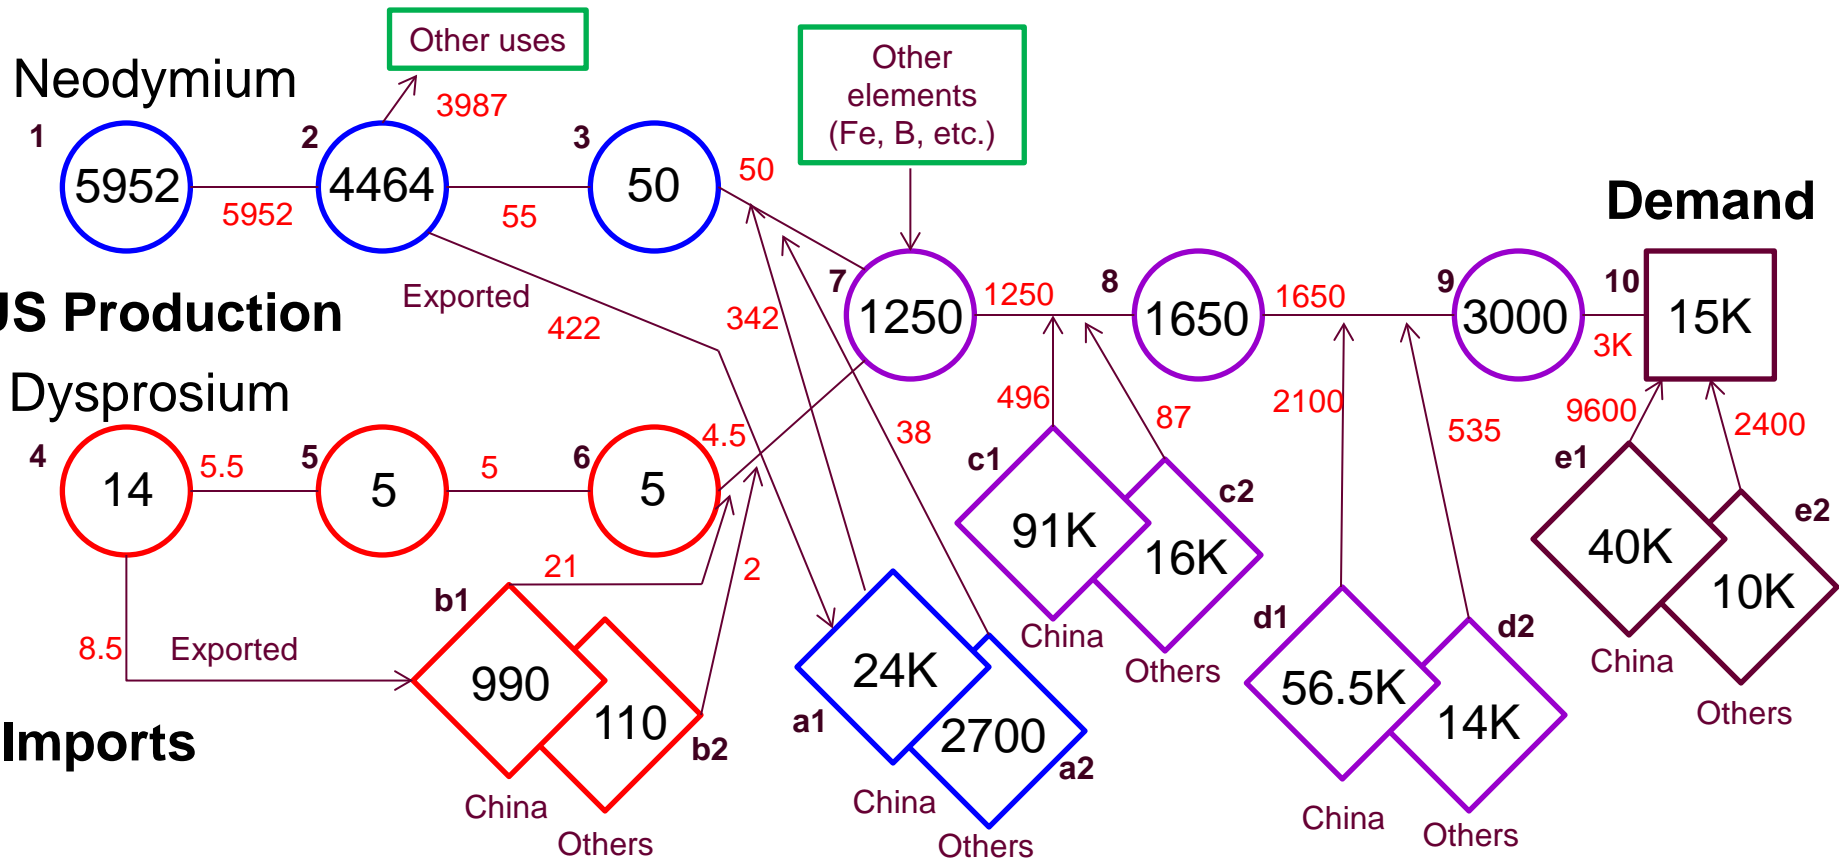 Other uses
Other
elements
(Fe, B, etc.)
Neodymium
3987
1
2
3
5952
4464
50
50
5952
55
Demand
Exported
422
US Production
342
7
1250
1250
8
1650
1650
9
3000
10
3K
15K
Dysprosium
4
14
5.5
5
5
5
6
5
4.5
38
496
87
2100
535
9600
2400
c1
91K
c2
16K
China
Others
e1
40K
e2
10K
China
Others
21
2
b1
990
110
b2
China
Others
8.5
Exported
Imports
24K
a1
2700
a2
China
Others
d1
56.5K
d2
14K
China
Others